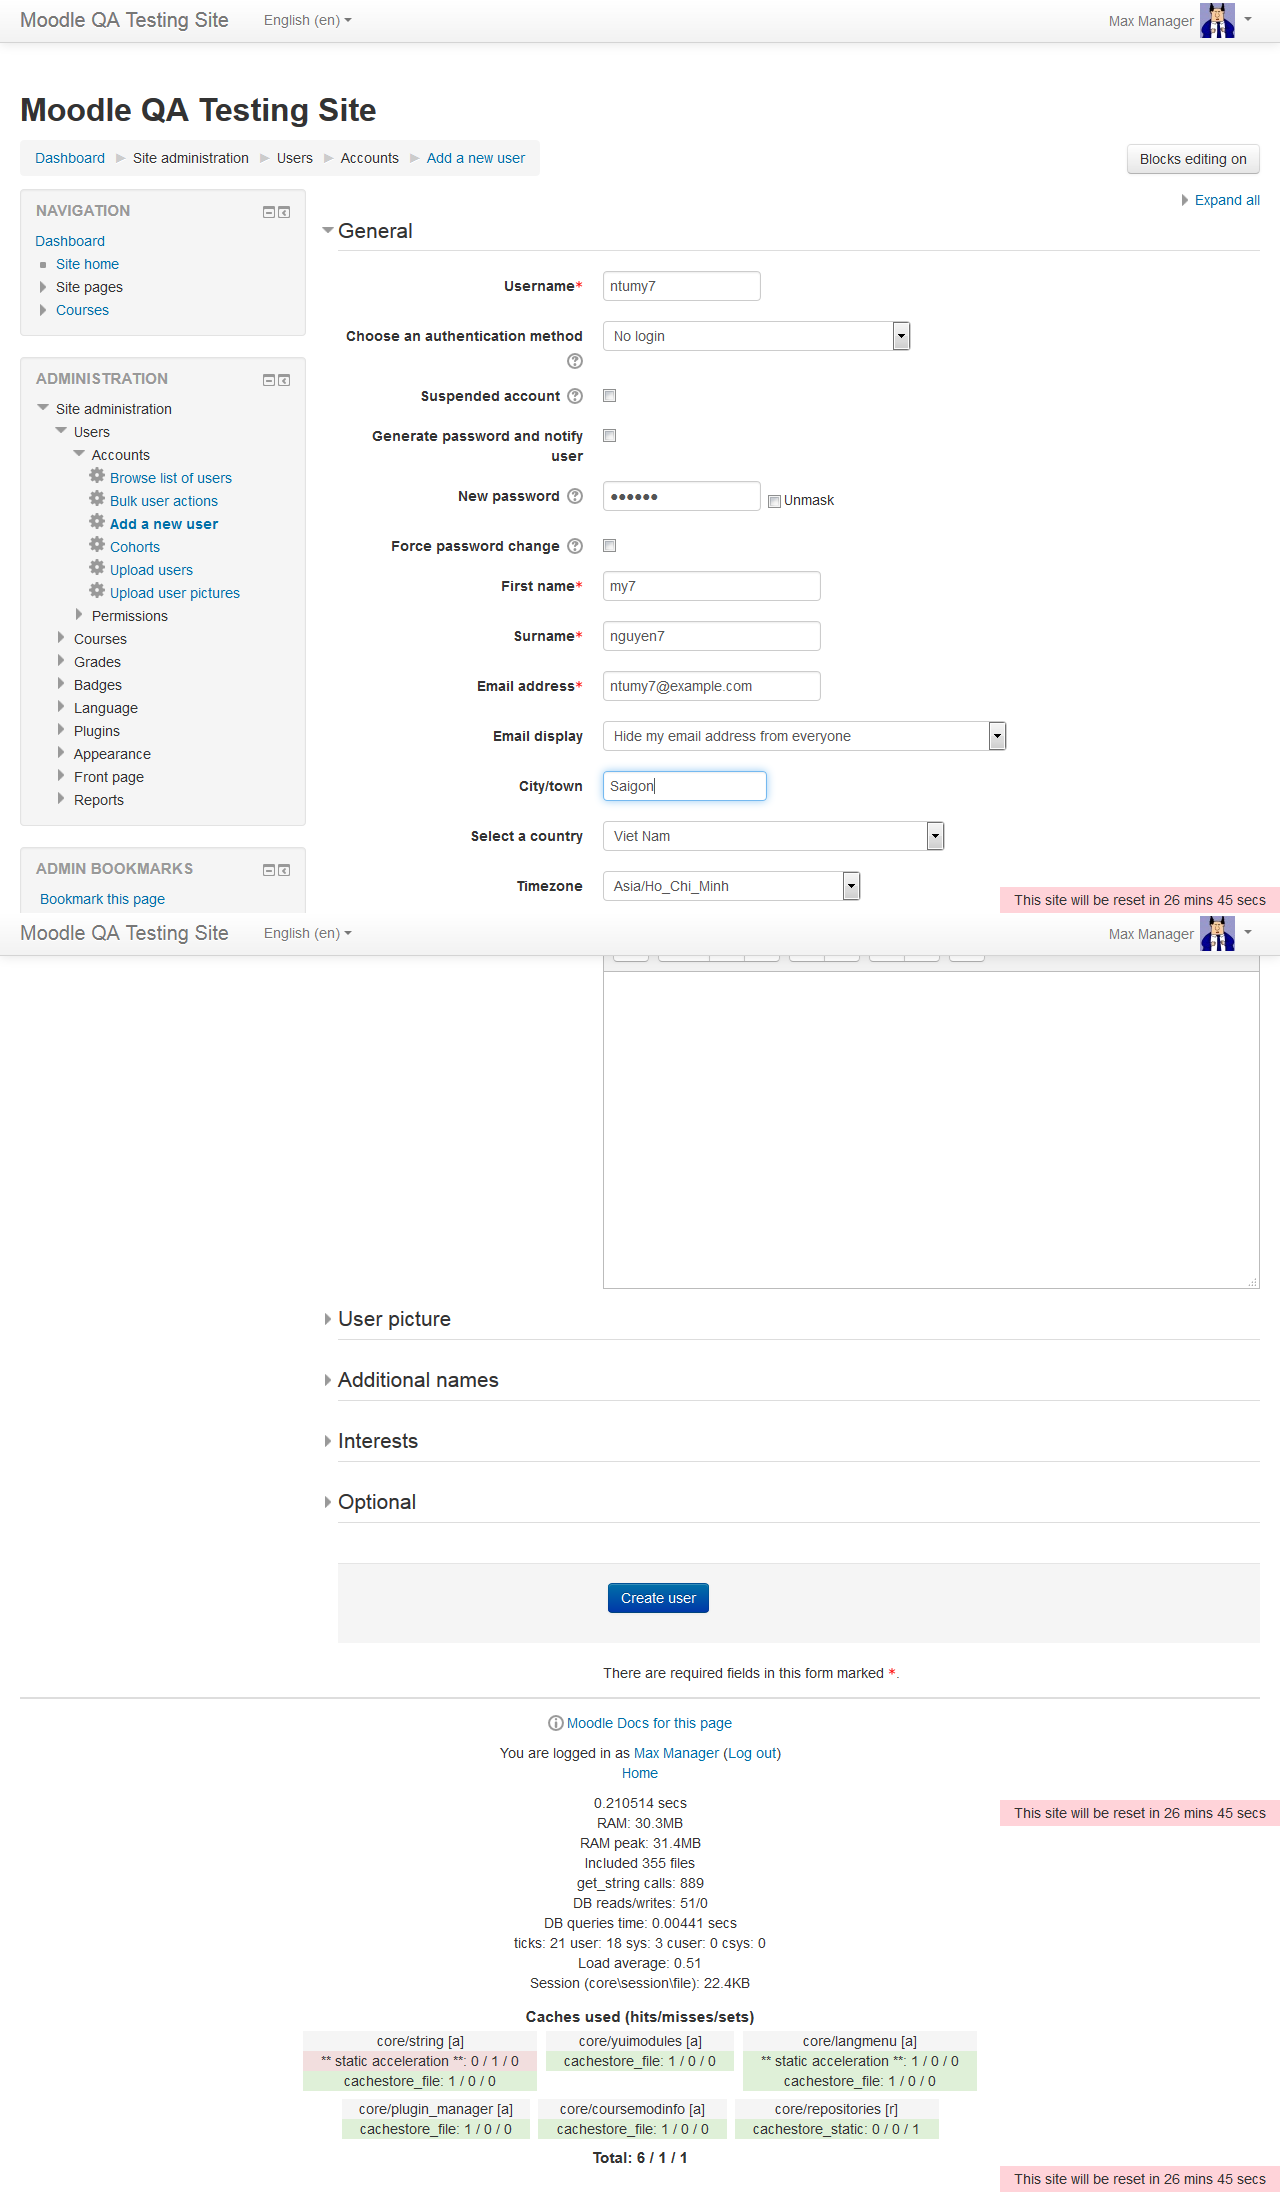 Moodle QA Testing Site English (en) Max Manager
Moodle QA Testing Site
Dashboard Site administration Users Accounts Add a new user Blocks editing on
NAVIGATION
Dashboard
Site home
Site pages
Courses
ADMINISTRATION
Site administration
Users
Accounts
Browse list of users
Bulk user actions
Add a new user
Cohorts
Upload users
Upload user pictures
Permissions
Courses
Grades
Badges
Language
Plugins
Appearance
Front page
Reports
ADMIN BOOKMARKS
Bookmark this page
Expand all
General
Username* ntumy7
Choose an authentication method No login
Suspended account
Generate password and notify
user
New password ●●●●●● Unmask
Force password change
First name* my7
Surname* nguyen7
Email address* ntumy7@example.com
Email display Hide my email address from everyone
City/town Saigon
Select a country Viet Nam
Timezone Asia/Ho_Chi_Minh
This site will be reset in 26 mins 45 secs
Moodle QA Testing Site English (en) Max Manager
User picture
Additional names
Interests
Optional
Create user
There are required fields in this form marked *.
Moodle Docs for this page
You are logged in as Max Manager (Log out)
Home
0.210514 secs
This site will be reset in 26 mins 45 secs
RAM: 30.3MB
RAM peak: 31.4MB
Included 355 files
get_string calls: 889
DB reads/writes: 51/0
DB queries time: 0.00441 secs
ticks: 21 user: 18 sys: 3 cuser: 0 csys: 0
Load average: 0.51
Session (core\session\file): 22.4KB
Caches used (hits/misses/sets)
core/string [a]
** static acceleration **: 0 / 1 / 0
cachestore_file: 1 / 0 / 0
core/yuimodules [a]
cachestore_file: 1 / 0 / 0
core/langmenu [a]
** static acceleration **: 1 / 0 / 0
cachestore_file: 1 / 0 / 0
core/plugin_manager [a]
cachestore_file: 1 / 0 / 0
core/coursemodinfo [a]
cachestore_file: 1 / 0 / 0
core/repositories [r]
cachestore_static: 0 / 0 / 1
Total: 6 / 1 / 1
This site will be reset in 26 mins 45 secs